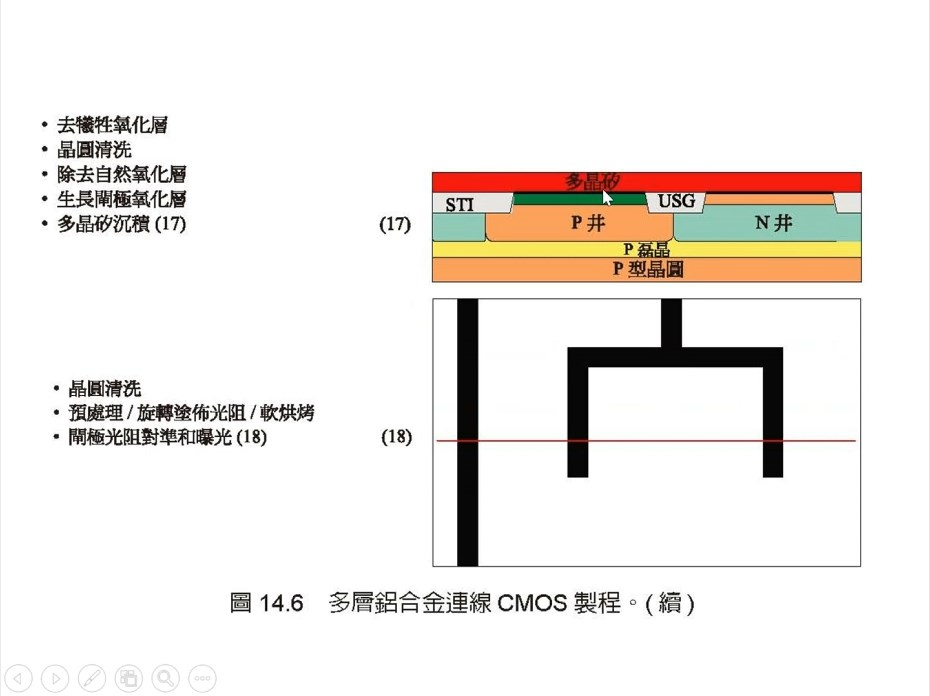 • 去犧牲氧化層
• 晶圓清洗
• 除去自然氧化層
• 生長閘極氧化層
• 多晶矽沉積 (17)
(17)
多晶矽
STI
USG
P 井
N 井
P 磊晶
P 型晶圓
• 晶圓清洗
• 預處理 / 旋轉塗佈光阻 / 軟烘烤
• 閘極光阻對準和曝光 (18)
(18)
圖 14.6 多層鋁合金連線 CMOS 製程。( 續 )